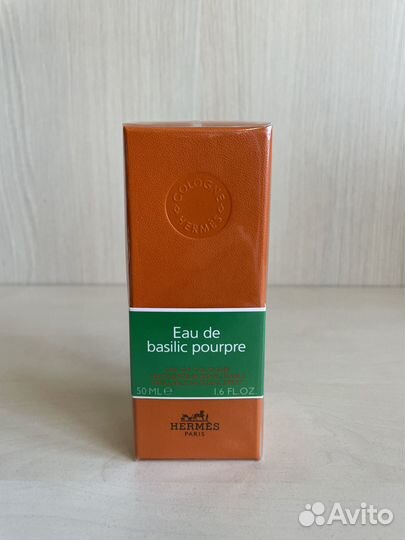 COLOGNE
HERMÈS
Eau de
basilic pourpre
50 ML℮ 1.6 FL.OZ
HERMÈS
PARIS
Avito